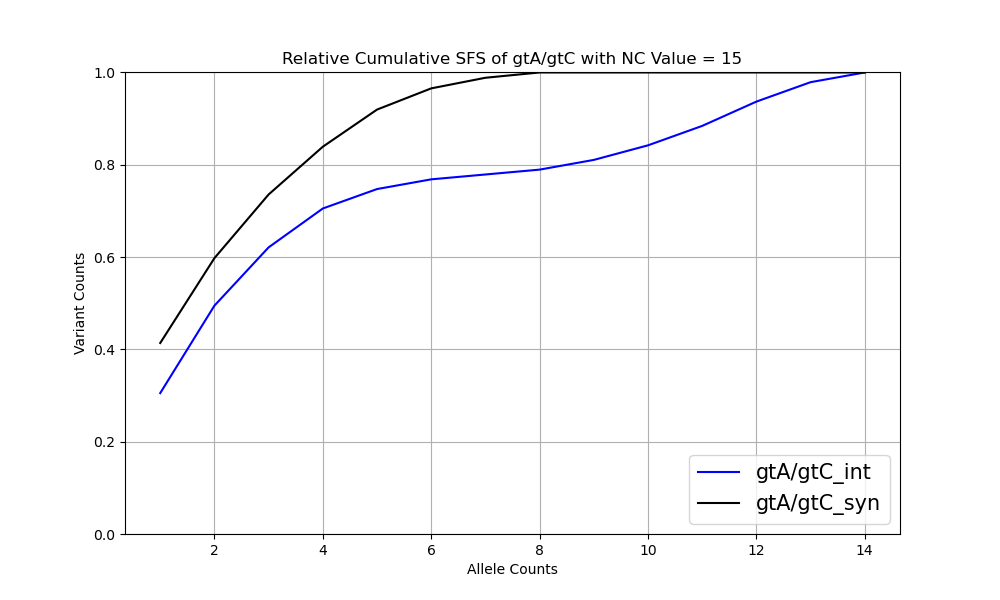 Relative Cumulative SFS of gtA/gtC with NC Value = 15
Variant Counts
1.0
0.8
0.6
0.4
0.2
0.0
2 4 6 8 10 12 14
Allele Counts
gtA/gtC_int
gtA/gtC_syn